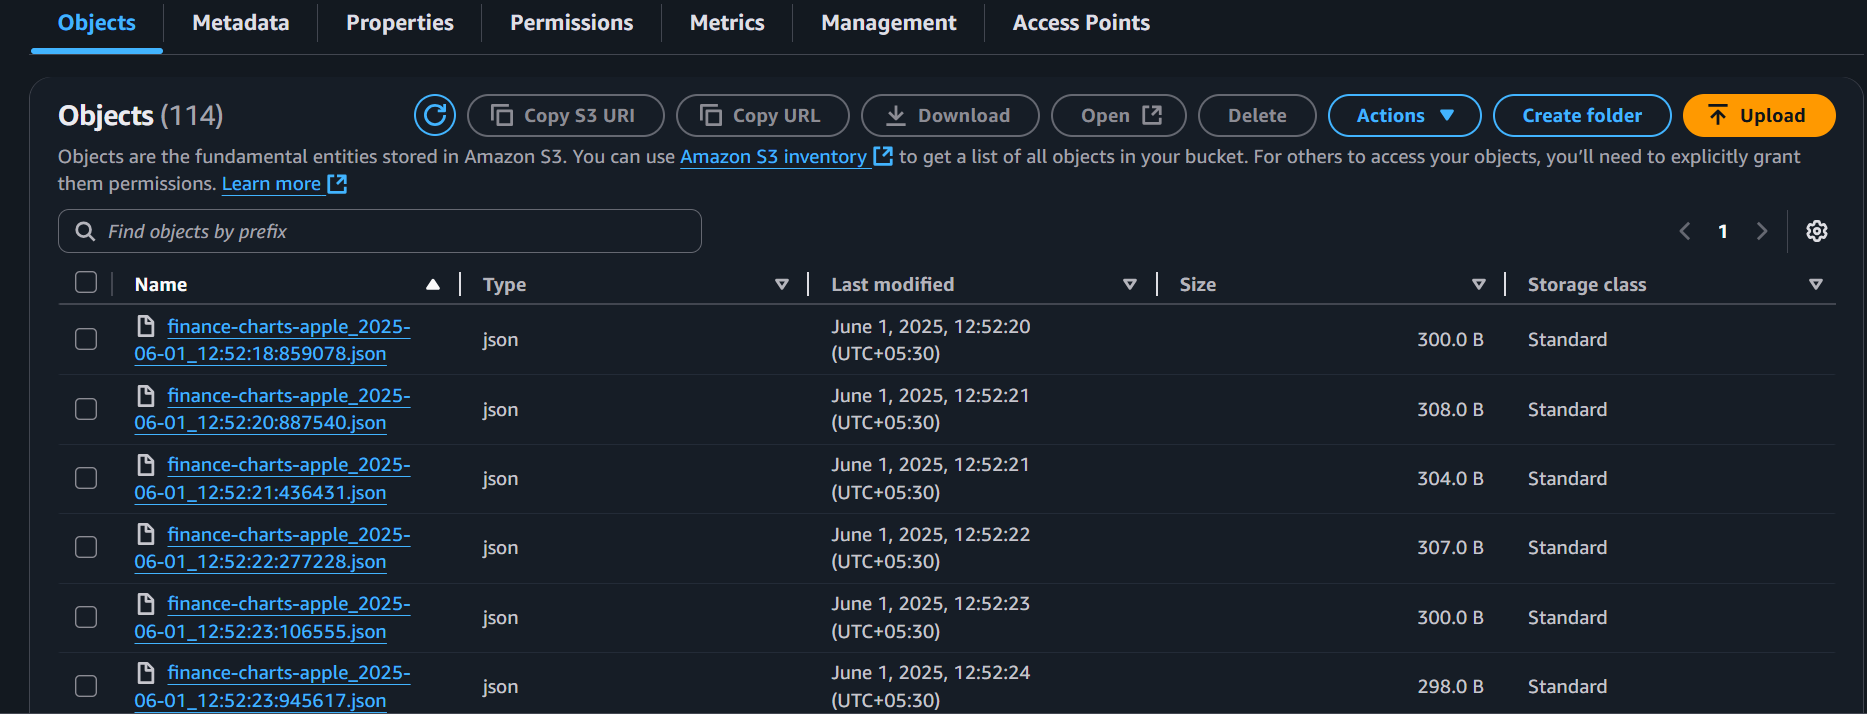 Objects Metadata Properties Permissions Metrics Management Access Points
Objects (114) Copy S3 URI Copy URL Download Open Delete Actions Create folder Upload
Objects are the fundamental entities stored in Amazon S3. You can use Amazon S3 inventory to get a list of all objects in your bucket. For others to access your objects, you’ll need to explicitly grant
them permissions. Learn more
Find objects by prefix 1
Name Type Last modified Size Storage class
finance-charts-apple_2025-
06-01_12:52:18:859078.json
json
June 1, 2025, 12:52:20
(UTC+05:30)
300.0 B
Standard
finance-charts-apple_2025-
06-01_12:52:20:887540.json
json
June 1, 2025, 12:52:21
(UTC+05:30)
308.0 B
Standard
finance-charts-apple_2025-
06-01_12:52:21:436431.json
json
June 1, 2025, 12:52:21
(UTC+05:30)
304.0 B
Standard
finance-charts-apple_2025-
06-01_12:52:22:277228.json
json
June 1, 2025, 12:52:22
(UTC+05:30)
307.0 B
Standard
finance-charts-apple_2025-
06-01_12:52:23:106555.json
json
June 1, 2025, 12:52:23
(UTC+05:30)
300.0 B
Standard
finance-charts-apple_2025-
06-01_12:52:23:945617.json
json
June 1, 2025, 12:52:24
(UTC+05:30)
298.0 B
Standard